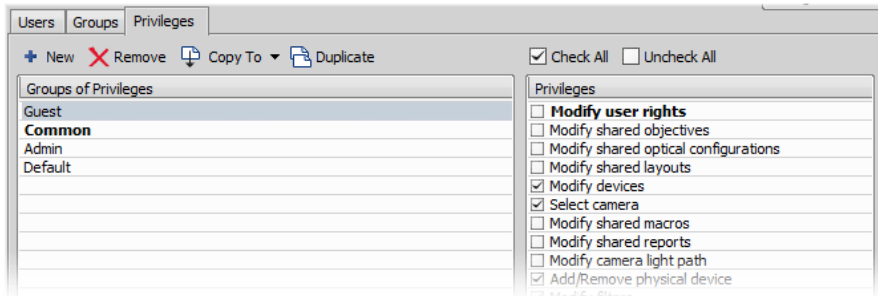 Users Groups Privileges
New Remove Copy To Duplicate Check All Uncheck All
Groups of Privileges
Guest
Common
Admin
Default
Privileges
Modify user rights
Modify shared objectives
Modify shared optical configurations
Modify shared layouts
Modify devices
Select camera
Modify shared macros
Modify shared reports
Modify camera light path
Add/Remove physical device
Modify filters